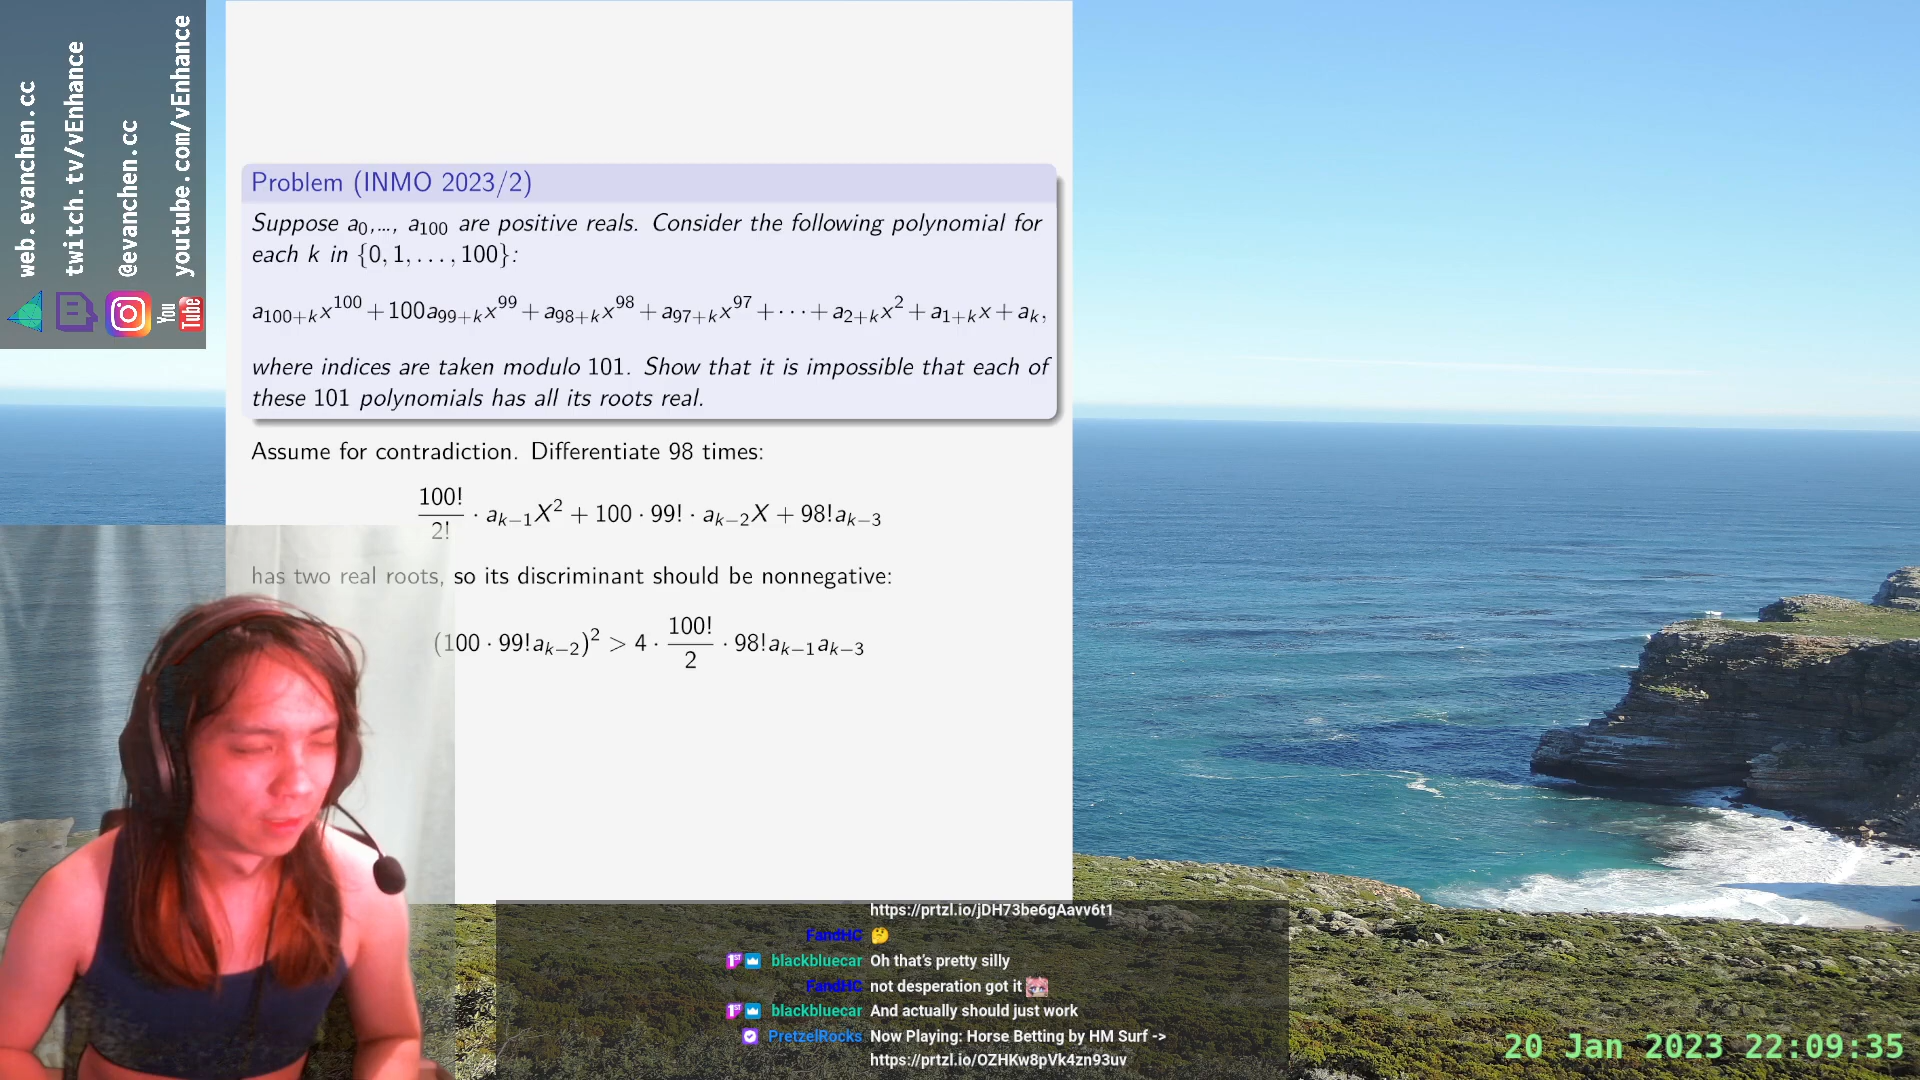 web.evanchen.cc
twitch.tv/vEnhance
@evanchen.cc
youtube.com/vEnhance
You
Tube
Problem (INMO 2023/2)
Suppose a₀,..., a₁₀₀ are positive reals. Consider the following polynomial for
each k in {0, 1, . . . , 100}:
a₁₀₀₊ₖx¹⁰⁰ + 100a₉₉₊ₖx⁹⁹ + a₉₈₊ₖx⁹⁸ + a₉₇₊ₖx⁹⁷ + · · · + a₂₊ₖx² + a₁₊ₖx + aₖ,
where indices are taken modulo 101. Show that it is impossible that each of
these 101 polynomials has all its roots real.
Assume for contradiction. Differentiate 98 times:
100!/2! · aₖ₋₁X² + 100 · 99! · aₖ₋₂X + 98!aₖ₋₃
has two real roots, so its discriminant should be nonnegative:
(100 · 99!aₖ₋₂)² > 4 · 100!/2 · 98!aₖ₋₁aₖ₋₃
https://prtzl.io/jDH73be6gAavv6t1
FandHC 🤔
1st blackbluecar Oh that's pretty silly
FandHC not desperation got it
1st blackbluecar And actually should just work
PretzelRocks Now Playing: Horse Betting by HM Surf ->
https://prtzl.io/OZHKw8pVk4zn93uv
20 Jan 2023 22:09:35